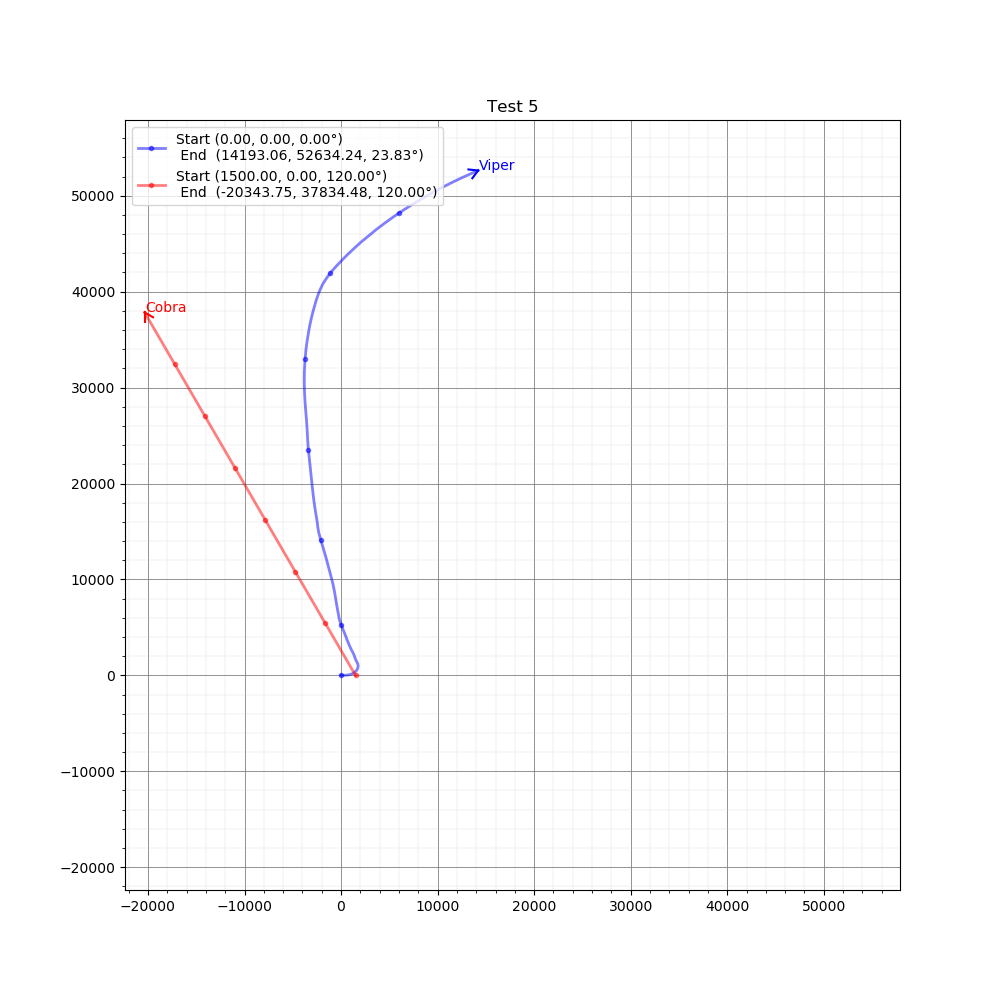 Test 5
Start (0.00, 0.00, 0.00°)
End (14193.06, 52634.24, 23.83°)
Start (1500.00, 0.00, 120.00°)
End (-20343.75, 37834.48, 120.00°)
Viper
Cobra
50000
40000
30000
20000
10000
0
−10000
−20000
−20000 −10000 0 10000 20000 30000 40000 50000